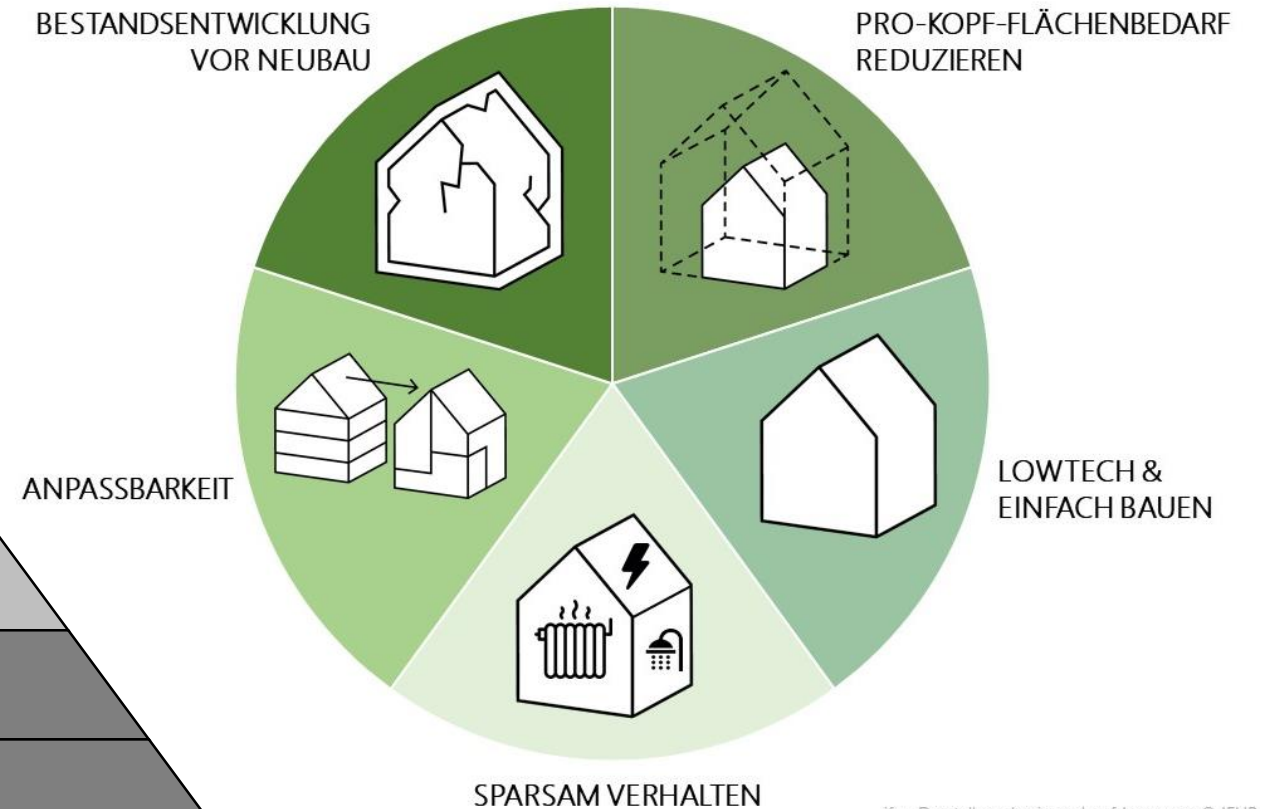 BESTANDSENTWICKLUNG
VOR NEUBAU
PRO-KOPF-FLÄCHENBEDARF
REDUZIEREN
ANPASSBARKEIT
LOWTECH &
EINFACH BAUEN
SPARSAM VERHALTEN